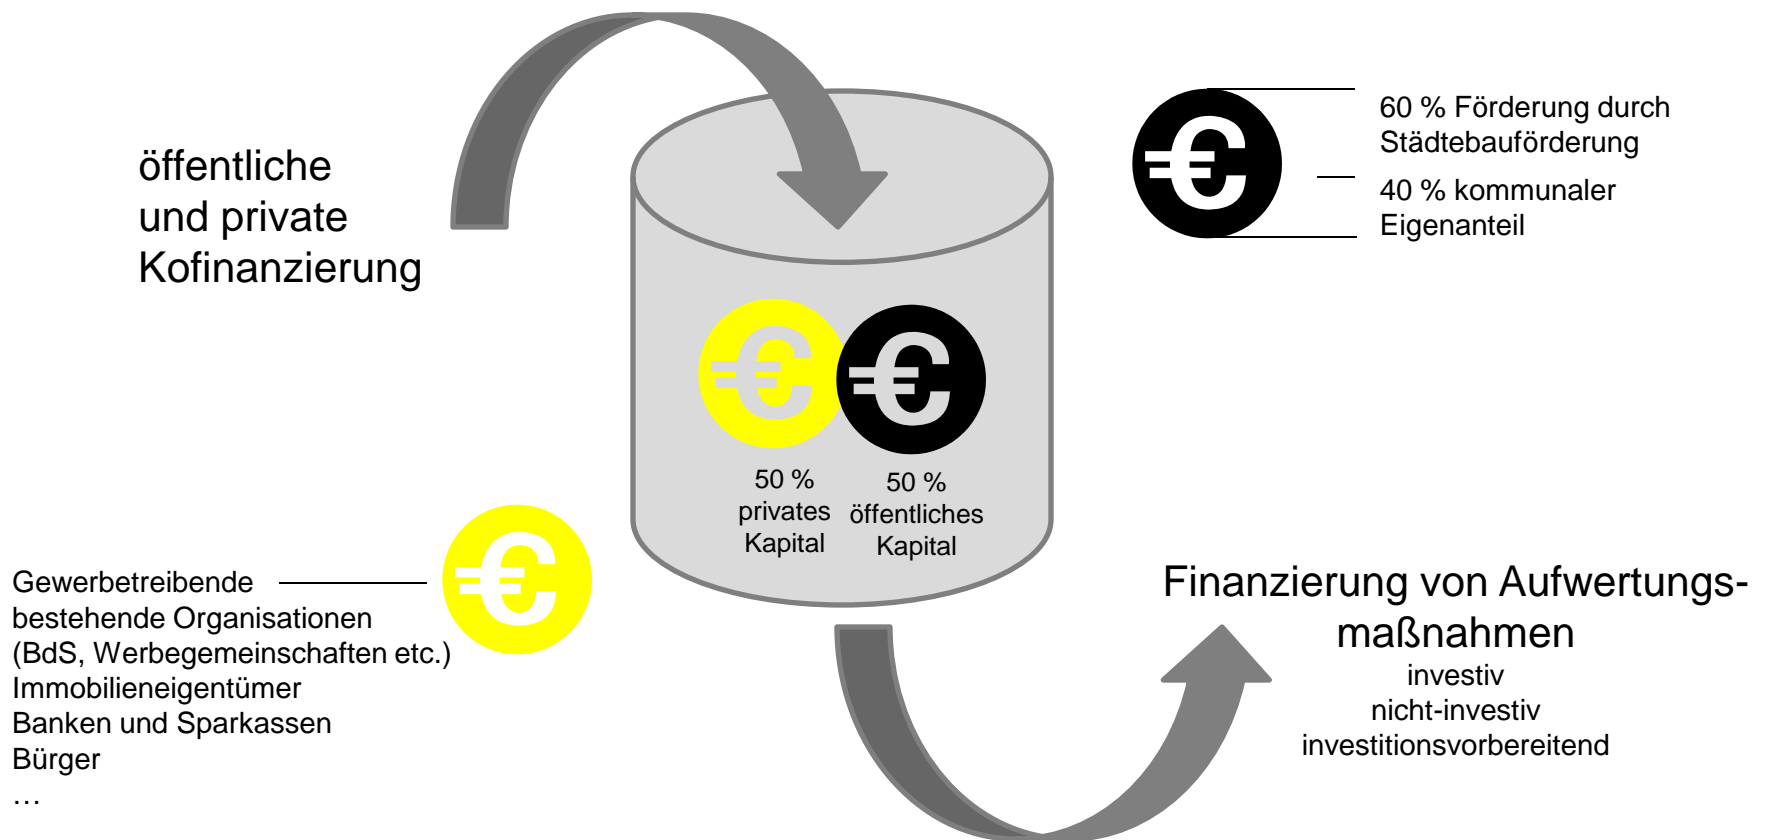 öffentliche
und private
Kofinanzierung
60 % Förderung durch
Städtebauförderung
40 % kommunaler
Eigenanteil
€
€
€
50 %
privates
Kapital
50 %
öffentliches
Kapital
€
Gewerbetreibende
bestehende Organisationen
(BdS, Werbegemeinschaften etc.)
Immobilieneigentümer
Banken und Sparkassen
Bürger
…
Finanzierung von Aufwertungs-
maßnahmen
investiv
nicht-investiv
investitionsvorbereitend